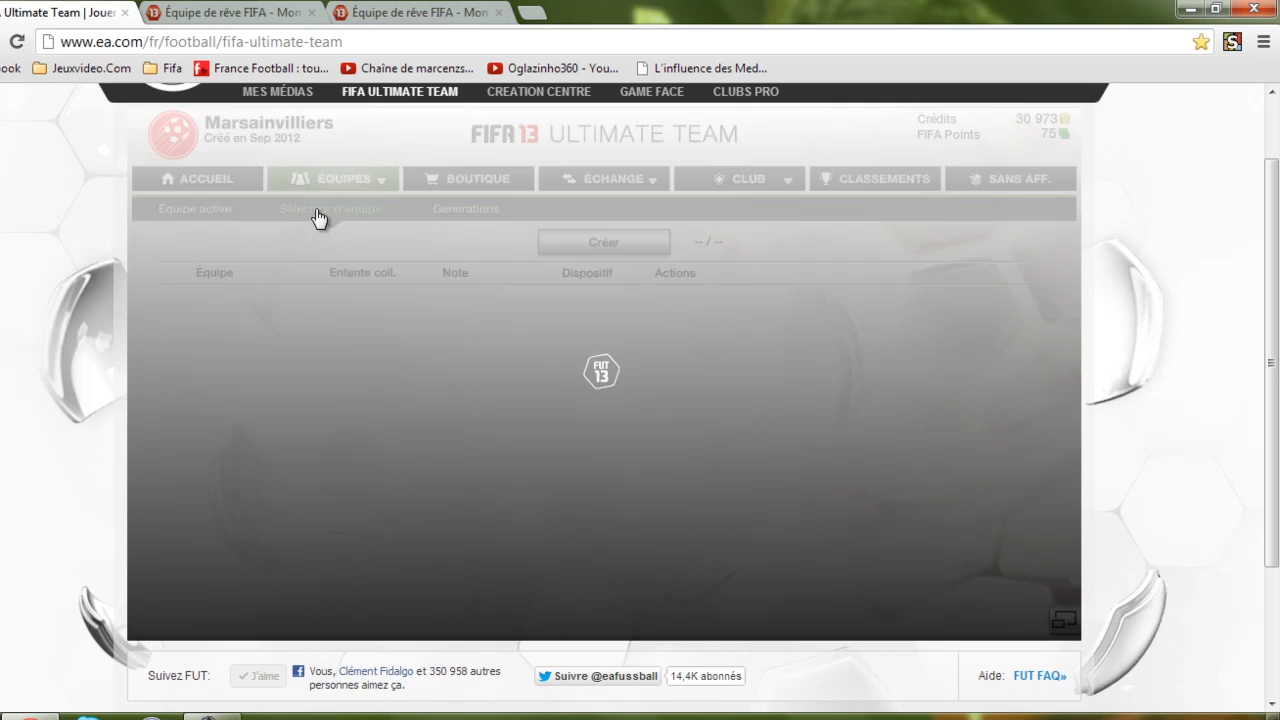 Ultimate Team | Jouer
Équipe de rêve FIFA - Mon
Équipe de rêve FIFA - Mon
www.ea.com/fr/football/fifa-ultimate-team
ook
Jeuxvideo.Com
Fifa
France Football : tou...
Chaîne de marcenzs...
Oglazinho360 - You...
L'influence des Med...
MES MÉDIAS FIFA ULTIMATE TEAM CREATION CENTRE GAME FACE CLUBS PRO
Marsainvilliers
Créé en Sep 2012
FIFA 13 ULTIMATE TEAM
Crédits 30 973
FIFA Points 75
ACCUEIL ÉQUIPES BOUTIQUE ÉCHANGE CLUB CLASSEMENTS SANS AFF.
Équipe active d'équipe Generations
Créer -- / --
Équipe Entente coll. Note Dispositif Actions
FUT
13
Suivez FUT:
J'aime
Vous, Clément Fidalgo et 350 958 autres
personnes aimez ça.
Suivre @eafussball
14,4K abonnés
Aide: FUT FAQ»